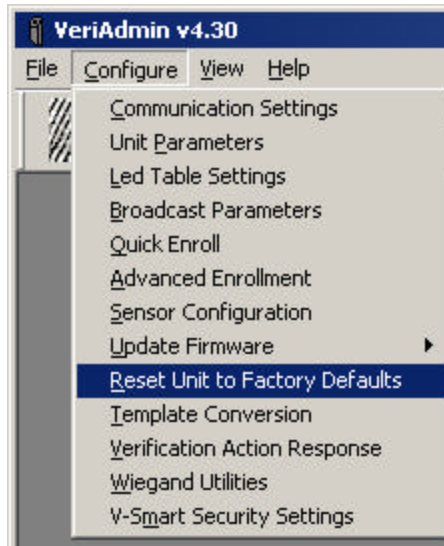 VeriAdmin v4.30
File Configure View Help
Communication Settings
Unit Parameters
Led Table Settings
Broadcast Parameters
Quick Enroll
Advanced Enrollment
Sensor Configuration
Update Firmware
Reset Unit to Factory Defaults
Template Conversion
Verification Action Response
Wiegand Utilities
V-Smart Security Settings